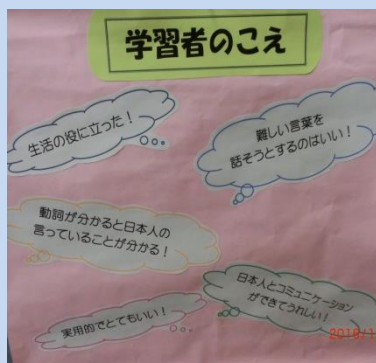 学習者のこえ
生活の役に立った！
難しい言葉を
話そうとするのはいい！
動詞が分かると日本人の
言っていることが分かる！
日本人とコミュニケーション
ができてうれしい！
実用的でとてもいい！
2018/1